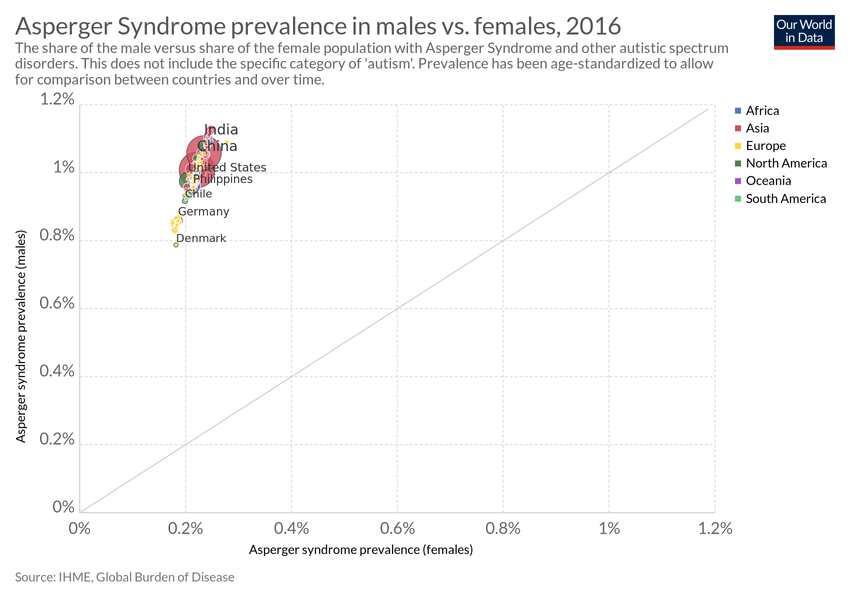 Asperger Syndrome prevalence in males vs. females, 2016
Our World
in Data
The share of the male versus share of the female population with Asperger Syndrome and other autistic spectrum
disorders. This does not include the specific category of 'autism'. Prevalence has been age-standardized to allow
for comparison between countries and over time.
1.2%
1%
0.8%
0.6%
0.4%
0.2%
0%
Asperger syndrome prevalence (males)
India
China
United States
Philippines
Chile
Germany
Denmark
Africa
Asia
Europe
North America
Oceania
South America
0%
0.2%
0.4%
0.6%
0.8%
1%
1.2%
Asperger syndrome prevalence (females)
Source: IHME, Global Burden of Disease